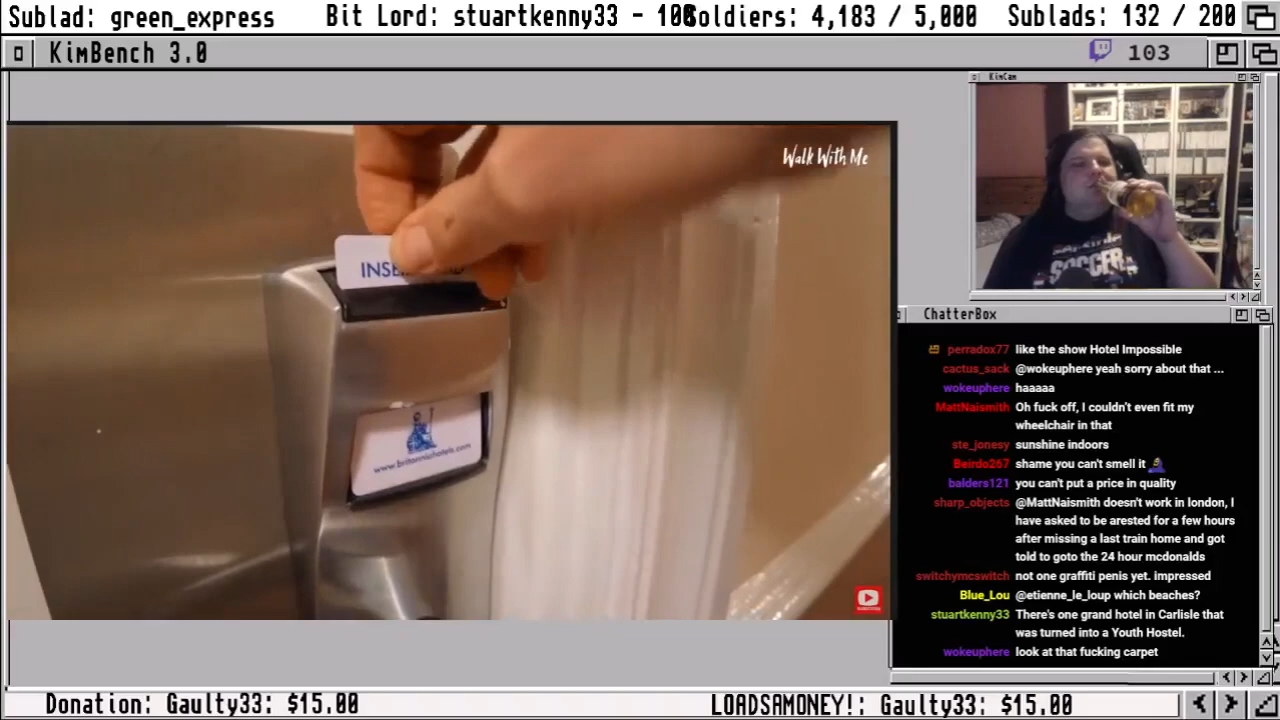 Sublad: green_express
Bit Lord: stuartkenny33 - 100
Soldiers: 4,183 / 5,000
Sublads: 132 / 200
KimBench 3.0
103
KimCam
Walk With Me
INSE
www.britanniahotels.com
SOCCER
ChatterBox
perradox77 like the show Hotel Impossible
cactus_sack @wokeuphere yeah sorry about that ...
wokeuphere haaaaa
MattNaismith Oh fuck off, I couldn't even fit my
wheelchair in that
ste_jonesy sunshine indoors
Beirdo267 shame you can't smell it
balders121 you can't put a price in quality
sharp_objects @MattNaismith doesn't work in london, I
have asked to be arested for a few hours
after missing a last train home and got
told to goto the 24 hour mcdonalds
switchymcswitch not one graffiti penis yet. impressed
Blue_Lou @etienne_le_loup which beaches?
stuartkenny33 There's one grand hotel in Carlisle that
was turned into a Youth Hostel.
wokeuphere look at that fucking carpet
Donation: Gaulty33: $15.00
LOADSAMONEY!: Gaulty33: $15.00